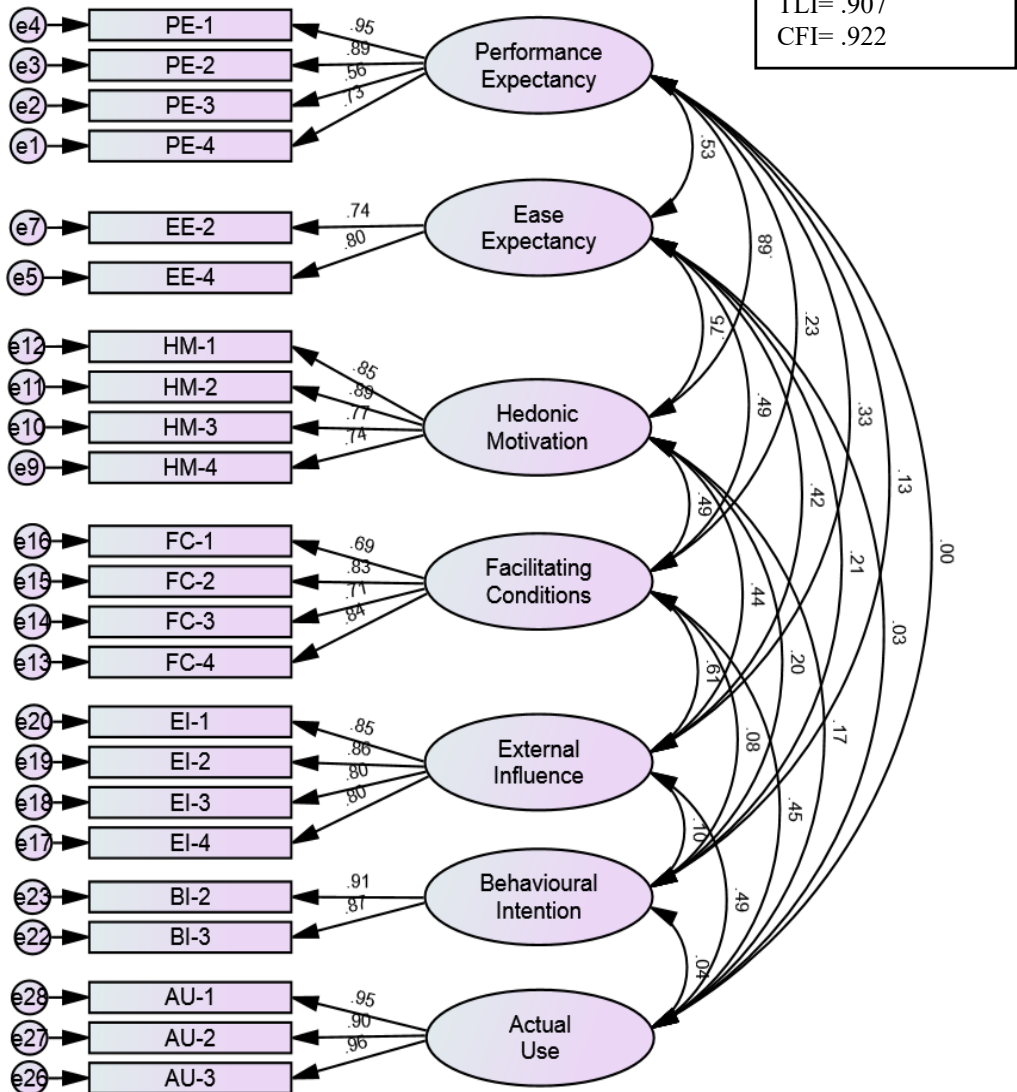 TLI= .907
CFI= .922
e4
PE-1
.95
e3
PE-2
.89
e2
PE-3
.56
e1
PE-4
.73
Performance
Expectancy
e7
EE-2
.74
e5
EE-4
.80
Ease
Expectancy
e12
HM-1
.85
e11
HM-2
.89
e10
HM-3
.77
e9
HM-4
.74
Hedonic
Motivation
e16
FC-1
.69
e15
FC-2
.83
e14
FC-3
.71
e13
FC-4
.84
Facilitating
Conditions
e20
EI-1
.85
e19
EI-2
.86
e18
EI-3
.80
e17
EI-4
.80
External
Influence
e23
BI-2
.91
e22
BI-3
.87
Behavioural
Intention
e28
AU-1
.95
e27
AU-2
.90
e26
AU-3
.96
Actual
Use
.53
.68
.23
.33
.13
.00
.75
.49
.42
.21
.03
.49
.44
.20
.17
.61
.08
.45
.10
.49
.04